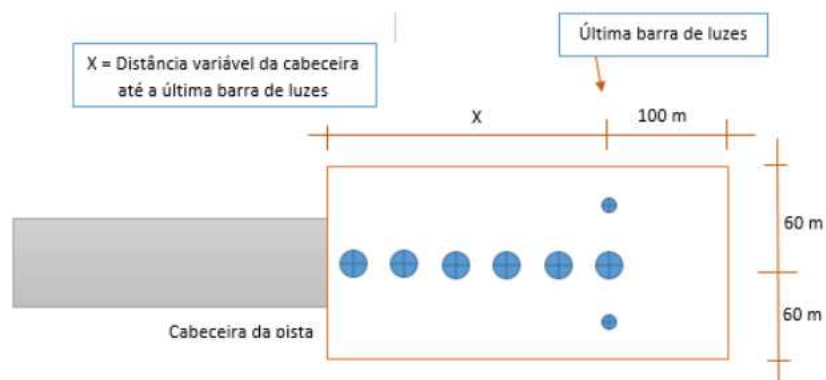 Última barra de luzes
X = Distância variável da cabeceira
até a última barra de luzes
X
100 m
60 m
60 m
Cabeceira da pista